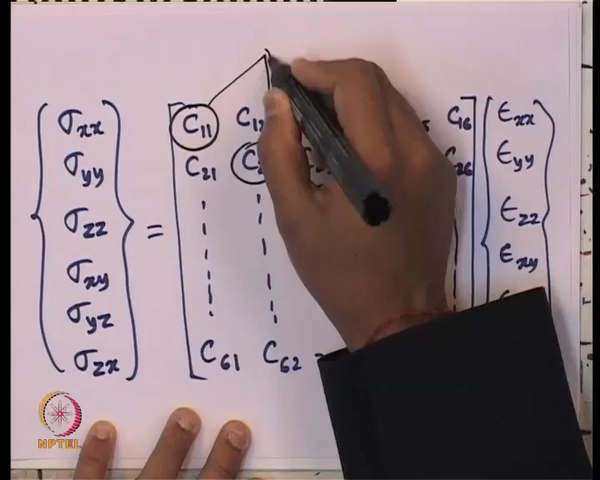 σxx C11 C12 C16 ϵxx
σyy C21 C26 ϵyy
σzz = ϵzz
σxy ϵxy
σyz
σzx C61 C62
NPTEL